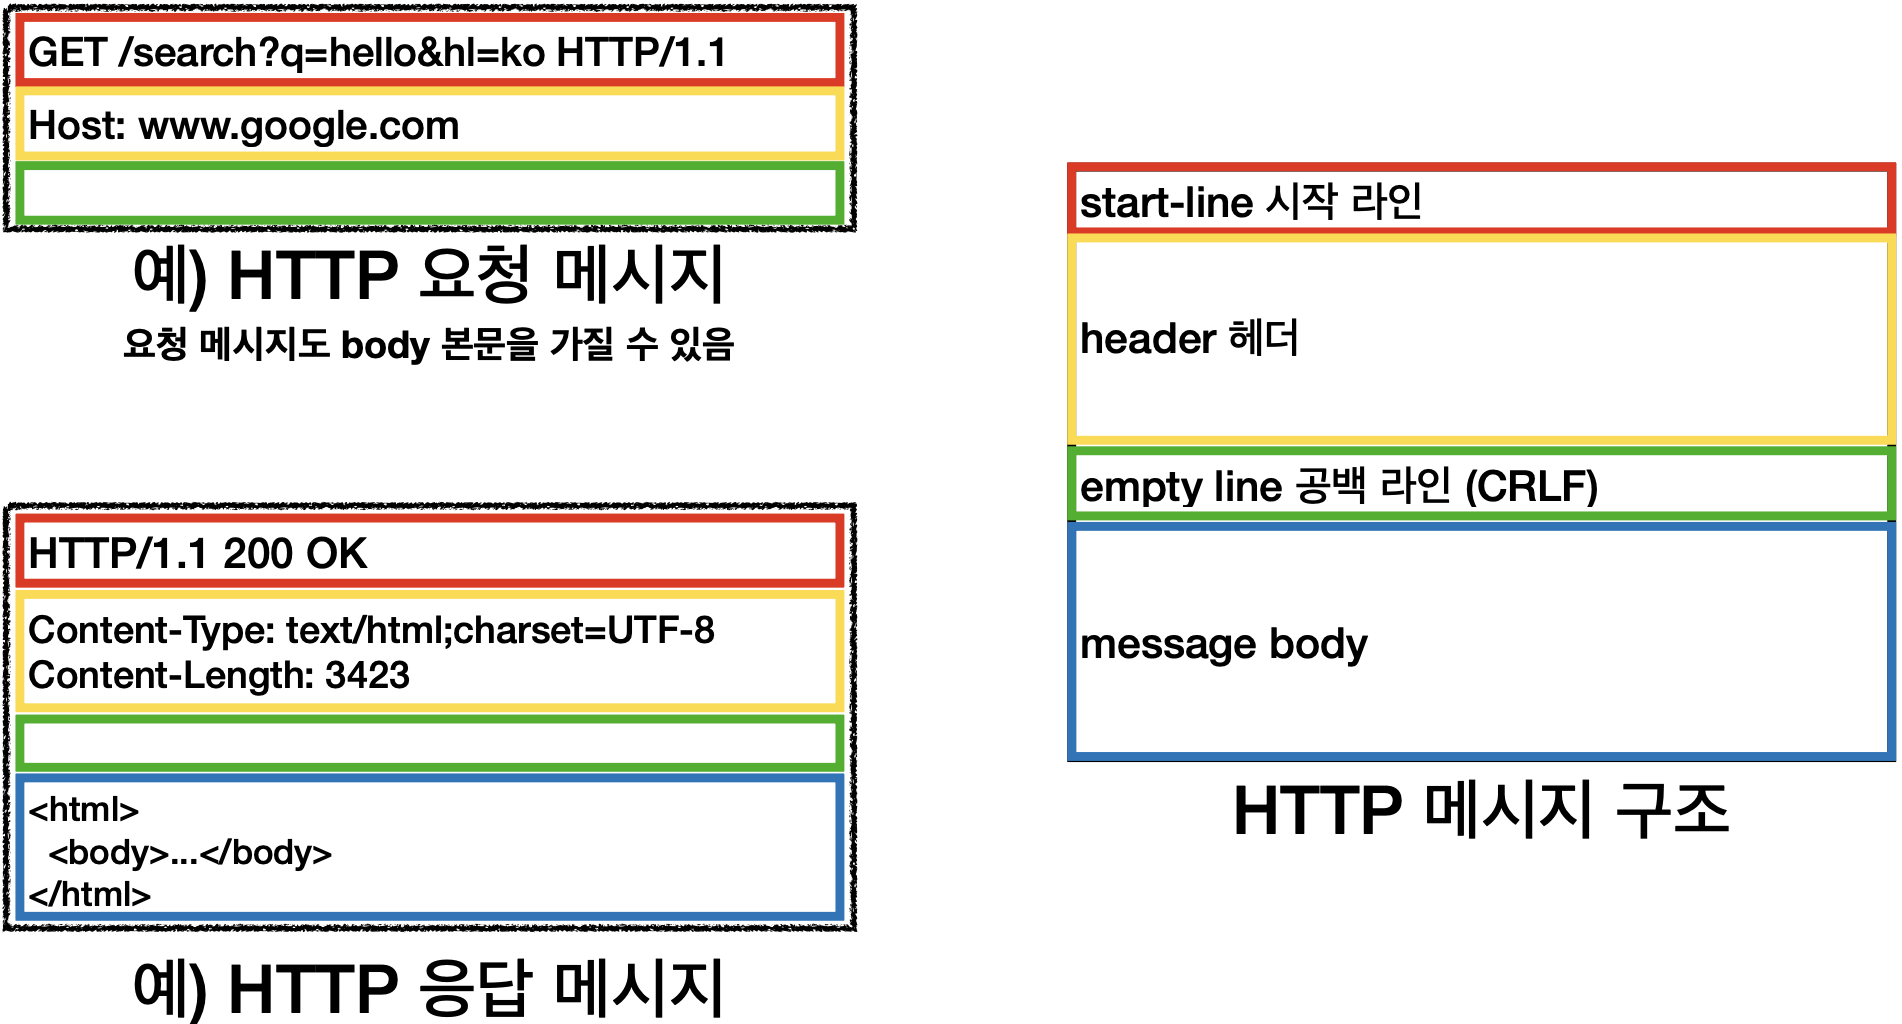 GET /search?q=hello&hl=ko HTTP/1.1
Host: www.google.com
예) HTTP 요청 메시지
요청 메시지도 body 본문을 가질 수 있음
HTTP/1.1 200 OK
Content-Type: text/html;charset=UTF-8
Content-Length: 3423
<html>
  <body>...</body>
</html>
예) HTTP 응답 메시지
start-line 시작 라인
header 헤더
empty line 공백 라인 (CRLF)
message body
HTTP 메시지 구조